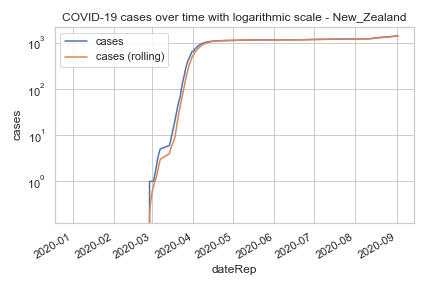 COVID-19 cases over time with logarithmic scale - New_Zealand
cases
cases (rolling)
10³
10²
10¹
10⁰
cases
2020-01
2020-02
2020-03
2020-04
2020-05
2020-06
2020-07
2020-08
2020-09
dateRep